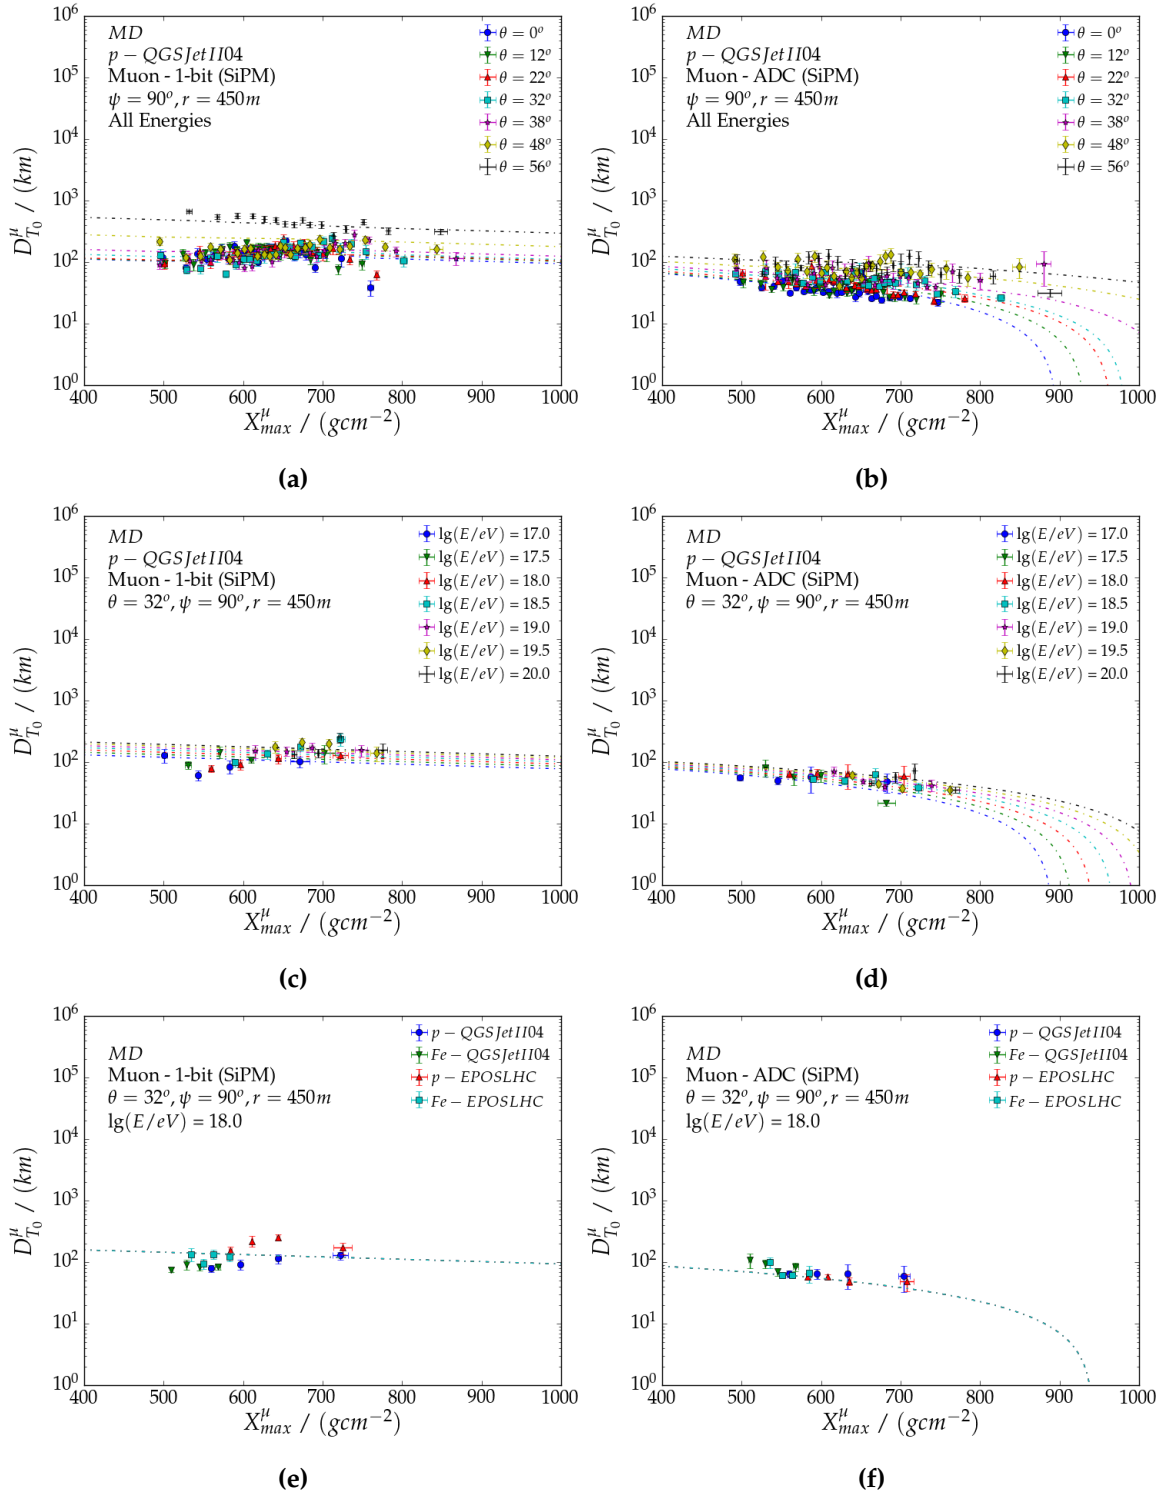 MD
p − QGSJetII04
Muon - 1-bit (SiPM)
ψ = 90°, r = 450m
All Energies
θ = 0°
θ = 12°
θ = 22°
θ = 32°
θ = 38°
θ = 48°
θ = 56°
10⁶
10⁵
10⁴
10³
10²
10¹
10⁰
D^μ_{T₀} / (km)
400 500 600 700 800 900 1000
X^μ_{max} / (gcm⁻²)
(a)
MD
p − QGSJetII04
Muon - ADC (SiPM)
ψ = 90°, r = 450m
All Energies
θ = 0°
θ = 12°
θ = 22°
θ = 32°
θ = 38°
θ = 48°
θ = 56°
10⁶
10⁵
10⁴
10³
10²
10¹
10⁰
D^μ_{T₀} / (km)
400 500 600 700 800 900 1000
X^μ_{max} / (gcm⁻²)
(b)
MD
p − QGSJetII04
Muon - 1-bit (SiPM)
θ = 32°, ψ = 90°, r = 450m
lg(E/eV) = 17.0
lg(E/eV) = 17.5
lg(E/eV) = 18.0
lg(E/eV) = 18.5
lg(E/eV) = 19.0
lg(E/eV) = 19.5
lg(E/eV) = 20.0
10⁶
10⁵
10⁴
10³
10²
10¹
10⁰
D^μ_{T₀} / (km)
400 500 600 700 800 900 1000
X^μ_{max} / (gcm⁻²)
(c)
MD
p − QGSJetII04
Muon - ADC (SiPM)
θ = 32°, ψ = 90°, r = 450m
lg(E/eV) = 17.0
lg(E/eV) = 17.5
lg(E/eV) = 18.0
lg(E/eV) = 18.5
lg(E/eV) = 19.0
lg(E/eV) = 19.5
lg(E/eV) = 20.0
10⁶
10⁵
10⁴
10³
10²
10¹
10⁰
D^μ_{T₀} / (km)
400 500 600 700 800 900 1000
X^μ_{max} / (gcm⁻²)
(d)
MD
Muon - 1-bit (SiPM)
θ = 32°, ψ = 90°, r = 450m
lg(E/eV) = 18.0
p − QGSJetII04
Fe − QGSJetII04
p − EPOSLHC
Fe − EPOSLHC
10⁶
10⁵
10⁴
10³
10²
10¹
10⁰
D^μ_{T₀} / (km)
400 500 600 700 800 900 1000
X^μ_{max} / (gcm⁻²)
(e)
MD
Muon - ADC (SiPM)
θ = 32°, ψ = 90°, r = 450m
lg(E/eV) = 18.0
p − QGSJetII04
Fe − QGSJetII04
p − EPOSLHC
Fe − EPOSLHC
10⁶
10⁵
10⁴
10³
10²
10¹
10⁰
D^μ_{T₀} / (km)
400 500 600 700 800 900 1000
X^μ_{max} / (gcm⁻²)
(f)